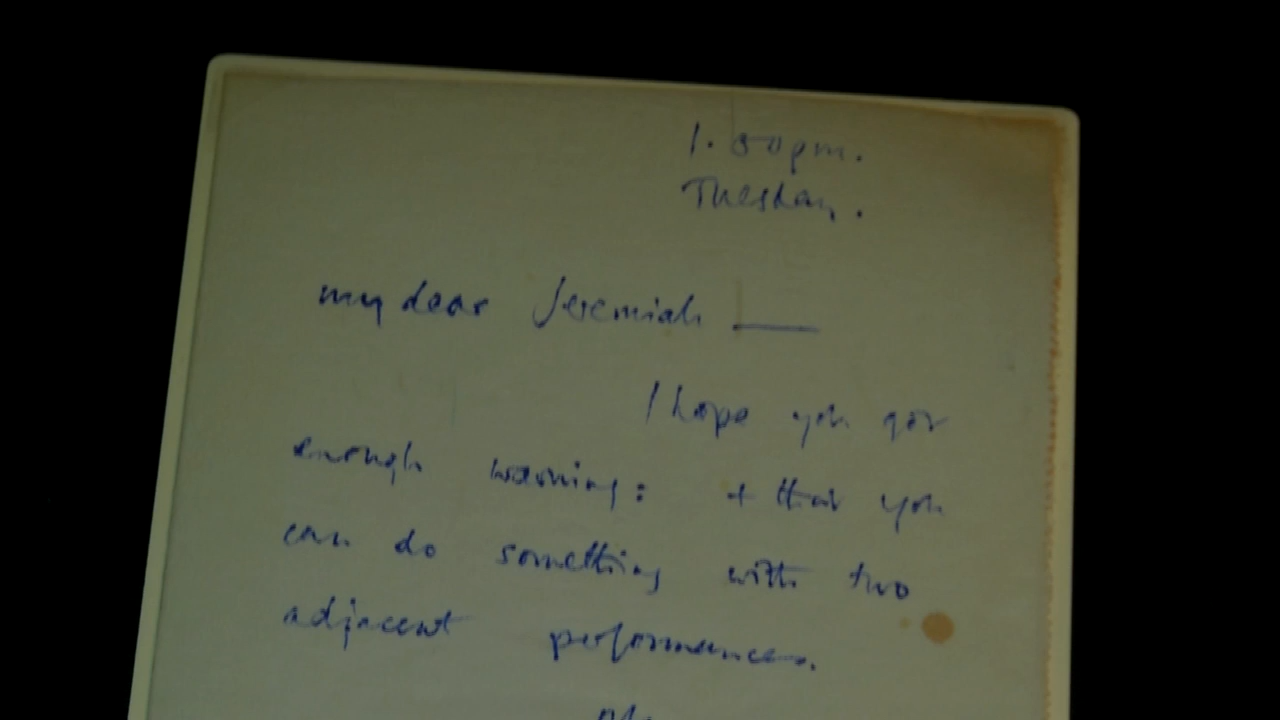 1.50pm.
Tuesday.
my dear Jeremiah —
I hope you got
enough warning: + that you
can do something with two
adjacent performances.